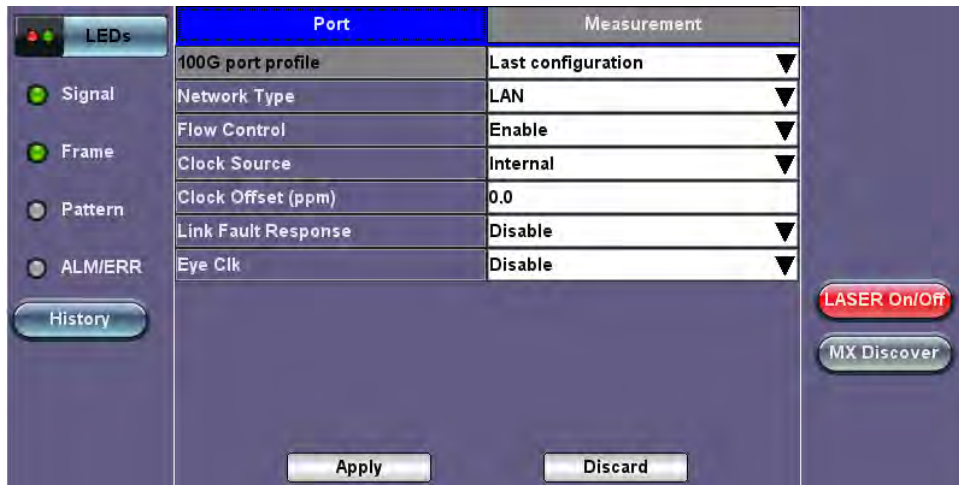 LEDs
Signal
Frame
Pattern
ALM/ERR
History
Port Measurement
100G port profile Last configuration
Network Type LAN
Flow Control Enable
Clock Source Internal
Clock Offset (ppm) 0.0
Link Fault Response Disable
Eye Clk Disable
Apply Discard
LASER On/Off
MX Discover